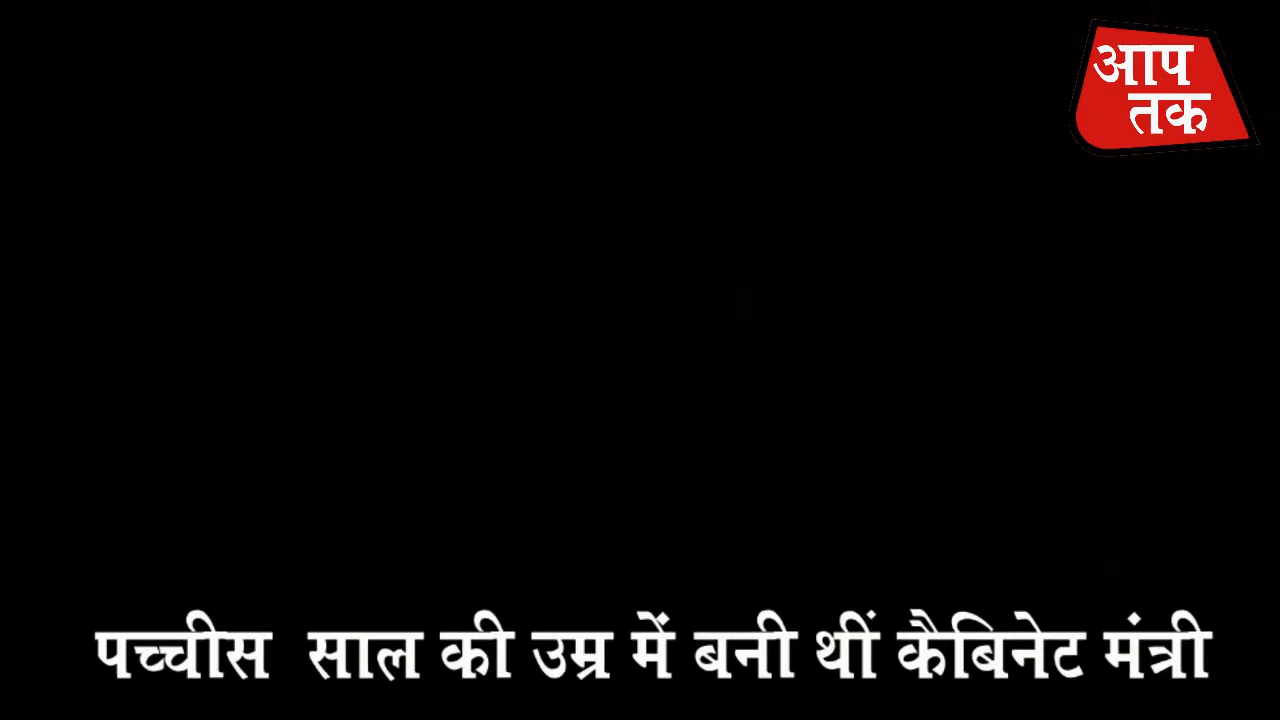 आप
तक
पच्चीस साल की उम्र में बनी थीं कैबिनेट मंत्री